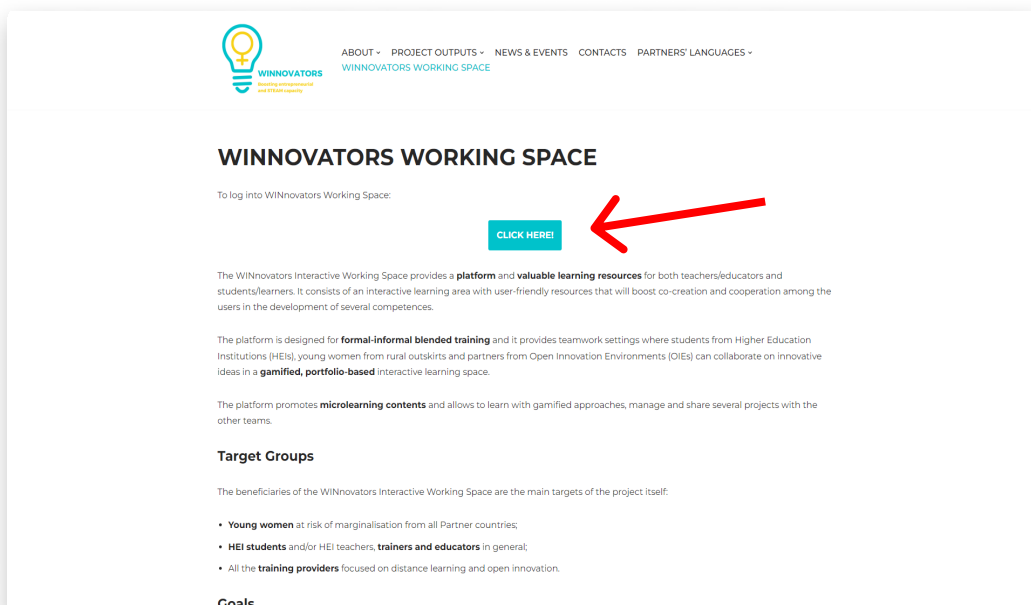 WINNOVATORS
Boosting entrepreneurial
and STEAM capacity
ABOUT PROJECT OUTPUTS NEWS & EVENTS CONTACTS PARTNERS' LANGUAGES
WINNOVATORS WORKING SPACE
WINNOVATORS WORKING SPACE
To log into WINnovators Working Space:
CLICK HERE!
The WINnovators Interactive Working Space provides a platform and valuable learning resources for both teachers/educators and
students/learners. It consists of an interactive learning area with user-friendly resources that will boost co-creation and cooperation among the
users in the development of several competences.
The platform is designed for formal-informal blended training and it provides teamwork settings where students from Higher Education
Institutions (HEIs), young women from rural outskirts and partners from Open Innovation Environments (OIEs) can collaborate on innovative
ideas in a gamified, portfolio-based interactive learning space.
The platform promotes microlearning contents and allows to learn with gamified approaches, manage and share several projects with the
other teams.
Target Groups
The beneficiaries of the WINnovators Interactive Working Space are the main targets of the project itself:
• Young women at risk of marginalisation from all Partner countries;
• HEI students and/or HEI teachers, trainers and educators in general;
• All the training providers focused on distance learning and open innovation.
Goals